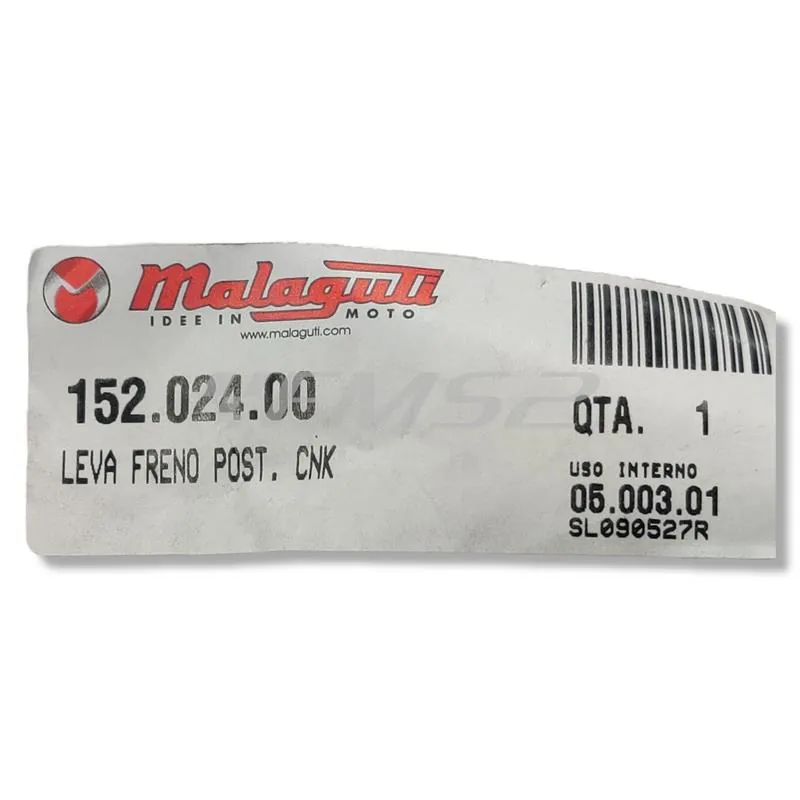 Malaguti
IDEE IN MOTO
www.malaguti.com
152.024.00
LEVA FRENO POST. CNK
QTA. 1
USO INTERNO
05.003.01
SL090527R